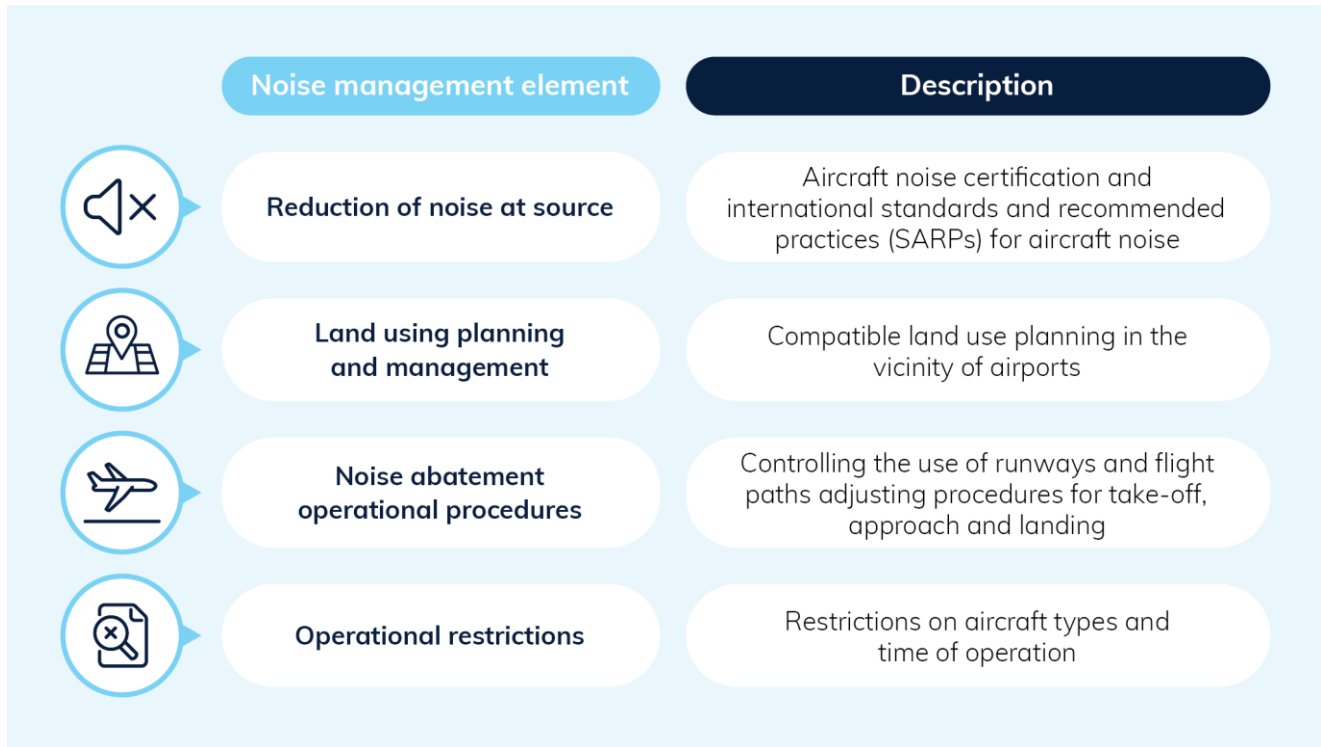 Noise management element
Description
Reduction of noise at source
Aircraft noise certification and
international standards and recommended
practices (SARPs) for aircraft noise
Land using planning
and management
Compatible land use planning in the
vicinity of airports
Noise abatement
operational procedures
Controlling the use of runways and flight
paths adjusting procedures for take-off,
approach and landing
Operational restrictions
Restrictions on aircraft types and
time of operation